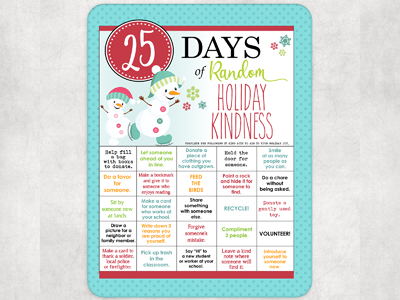 25 DAYS
of Random
HOLIDAY
KINDNESS
Help fill
a bag
with books
to donate.
Let someone
ahead of you
in line.
Donate a
piece of
clothing you
have outgrown.
Hold the
door for
someone.
Smile
at as many
people as
you can.
Do a favor
for
someone.
Make a bookmark
and give it to
someone who
enjoys reading.
FEED
THE
BIRDS
Paint a rock
and hide it for
someone to
find.
Do a chore
without
being asked.
Sit by
someone new
at lunch.
Make a card
for someone
who works at
your school.
Share
something
with someone
else.
RECYCLE!
Donate a
gently used
toy.
Draw a
picture for a
neighbor or
family member.
Write down 5
reasons you
are proud of
yourself.
Forgive
someone's
mistake.
Compliment
3 people.
VOLUNTEER!
Make a card to
thank a soldier,
local police
or firefighter.
Pick up trash
in the
classroom.
Say "Hi" to
a new student
or worker at
your school.
Leave a kind
note where
someone will
find it.
Introduce
yourself to
someone
new.